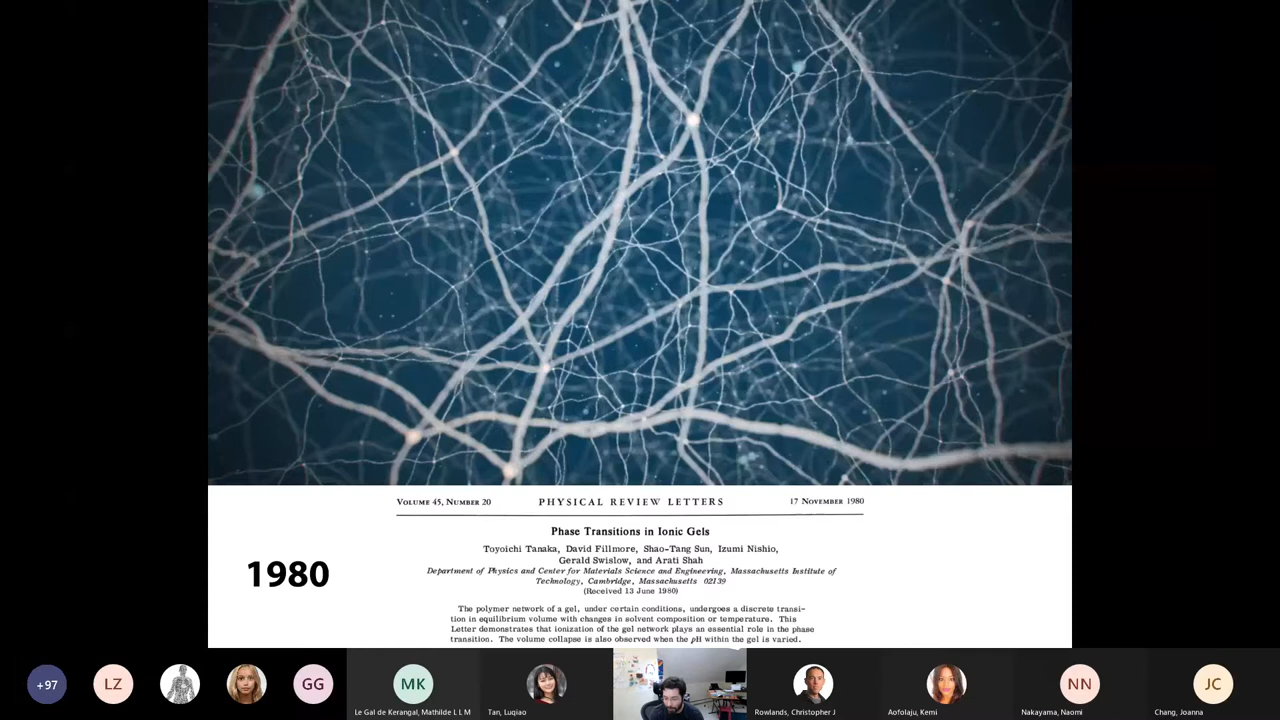 VOLUME 45, NUMBER 20 PHYSICAL REVIEW LETTERS 17 NOVEMBER 1980
Phase Transitions in Ionic Gels
Toyoichi Tanaka, David Fillmore, Shao-Tang Sun, Izumi Nishio,
Gerald Swislow, and Arati Shah
Department of Physics and Center for Materials Science and Engineering, Massachusetts Institute of
Technology, Cambridge, Massachusetts 02139
(Received 13 June 1980)
1980
The polymer network of a gel, under certain conditions, undergoes a discrete transi-
tion in equilibrium volume with changes in solvent composition or temperature. This
Letter demonstrates that ionization of the gel network plays an essential role in the phase
transition. The volume collapse is also observed when the pH within the gel is varied.
+97 LZ GG MK NN JC
Le Gal de Kerangal, Mathilde L L M Tan, Luqiao Rowlands, Christopher J Aofolaju, Kemi Nakayama, Naomi Chang, Joanna